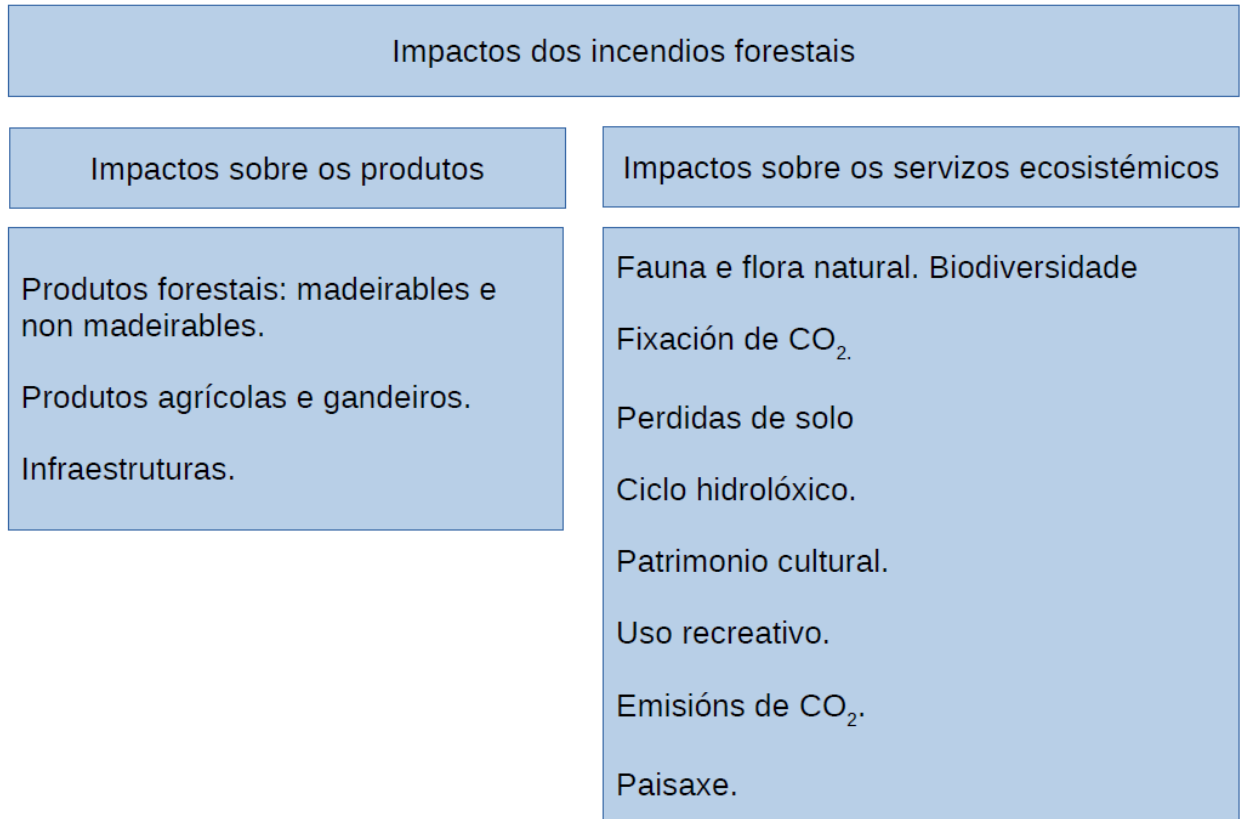 Impactos dos incendios forestais
Impactos sobre os produtos
Impactos sobre os servizos ecosistémicos
Produtos forestais: madeirables e
non madeirables.
Produtos agrícolas e gandeiros.
Infraestruturas.
Fauna e flora natural. Biodiversidade
Fixación de CO₂.
Perdidas de solo
Ciclo hidrolóxico.
Patrimonio cultural.
Uso recreativo.
Emisións de CO₂.
Paisaxe.